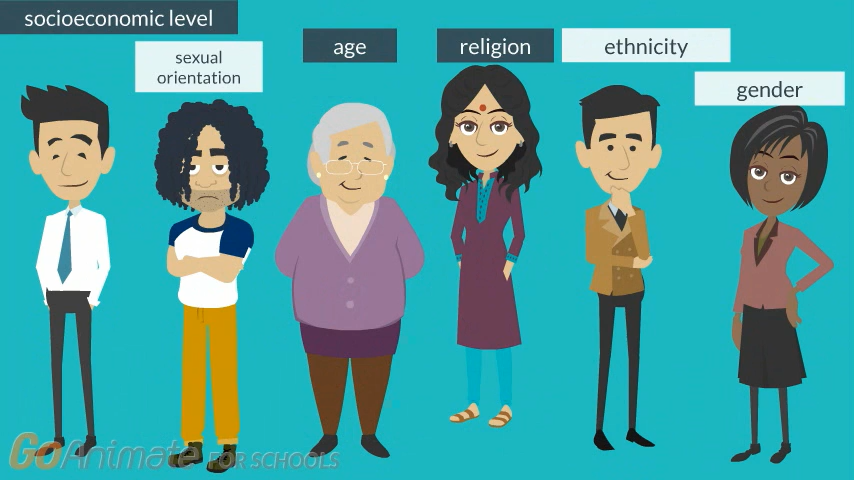 socioeconomic level
sexual
orientation
age
religion
ethnicity
gender
GoAnimate FOR SCHOOLS